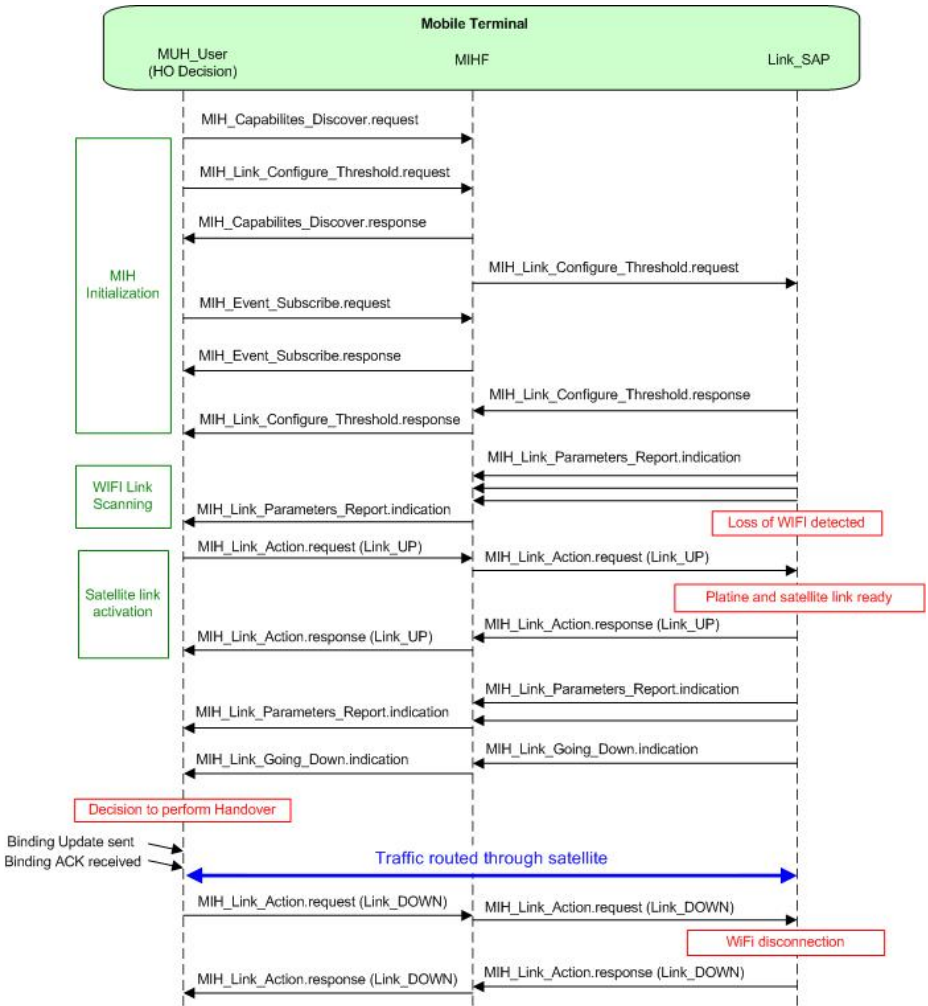 Mobile Terminal
MUH_User
(HO Decision)
MIHF
Link_SAP
MIH_Capabilites_Discover.request
MIH_Link_Configure_Threshold.request
MIH_Capabilites_Discover.response
MIH_Link_Configure_Threshold.request
MIH
Initialization
MIH_Event_Subscribe.request
MIH_Event_Subscribe.response
MIH_Link_Configure_Threshold.response
MIH_Link_Configure_Threshold.response
MIH_Link_Parameters_Report.indication
WIFI Link
Scanning
MIH_Link_Parameters_Report.indication
Loss of WIFI detected
MIH_Link_Action.request (Link_UP)
MIH_Link_Action.request (Link_UP)
Satellite link
activation
Platine and satellite link ready
MIH_Link_Action.response (Link_UP)
MIH_Link_Action.response (Link_UP)
MIH_Link_Parameters_Report.indication
MIH_Link_Parameters_Report.indication
MIH_Link_Going_Down.indication
MIH_Link_Going_Down.indication
Decision to perform Handover
Binding Update sent
Binding ACK received
Traffic routed through satellite
MIH_Link_Action.request (Link_DOWN)
MIH_Link_Action.request (Link_DOWN)
WiFi disconnection
MIH_Link_Action.response (Link_DOWN)
MIH_Link_Action.response (Link_DOWN)